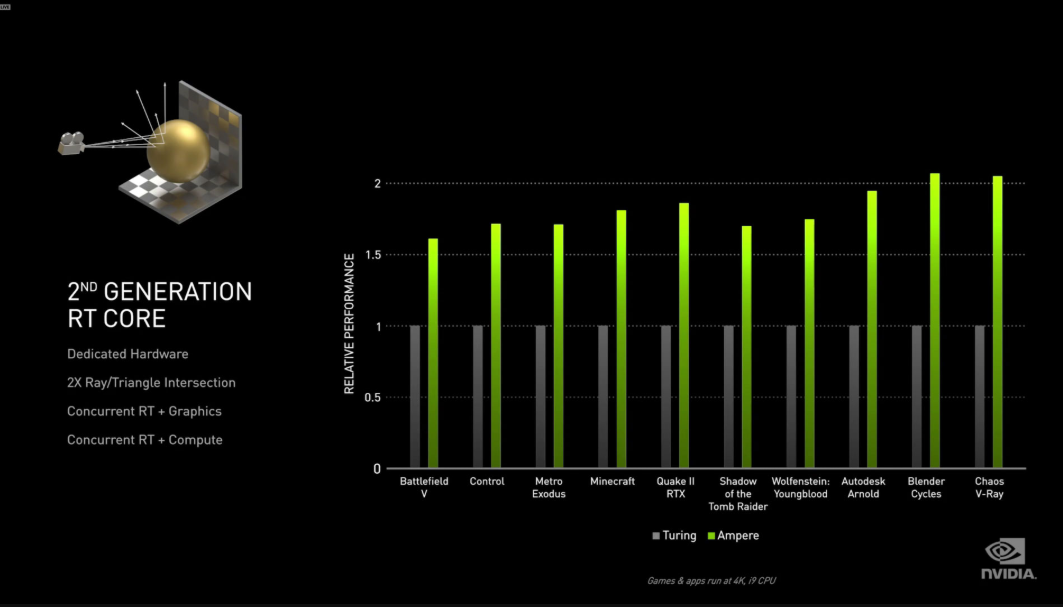 LIVE
2ND GENERATION
RT CORE
Dedicated Hardware
2X Ray/Triangle Intersection
Concurrent RT + Graphics
Concurrent RT + Compute
RELATIVE PERFORMANCE
2
1.5
1
0.5
0
Battlefield
V
Control
Metro
Exodus
Minecraft
Quake II
RTX
Shadow
of the
Tomb Raider
Wolfenstein:
Youngblood
Autodesk
Arnold
Blender
Cycles
Chaos
V-Ray
Turing
Ampere
Games & apps run at 4K, i9 CPU
NVIDIA.